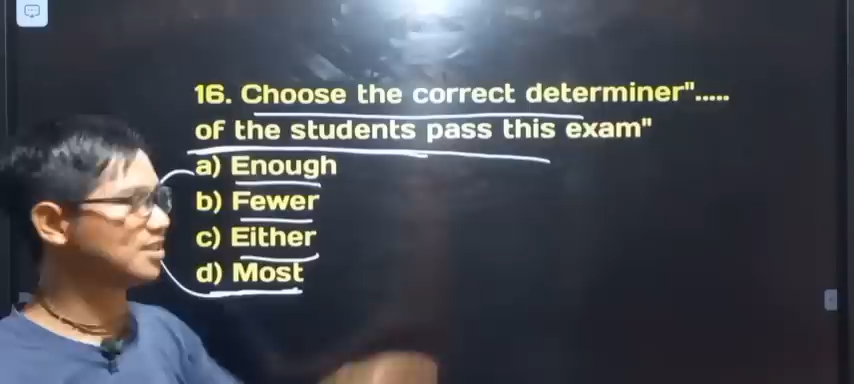 16. Choose the correct determiner".....
of the students pass this exam"
a) Enough
b) Fewer
c) Either
d) Most